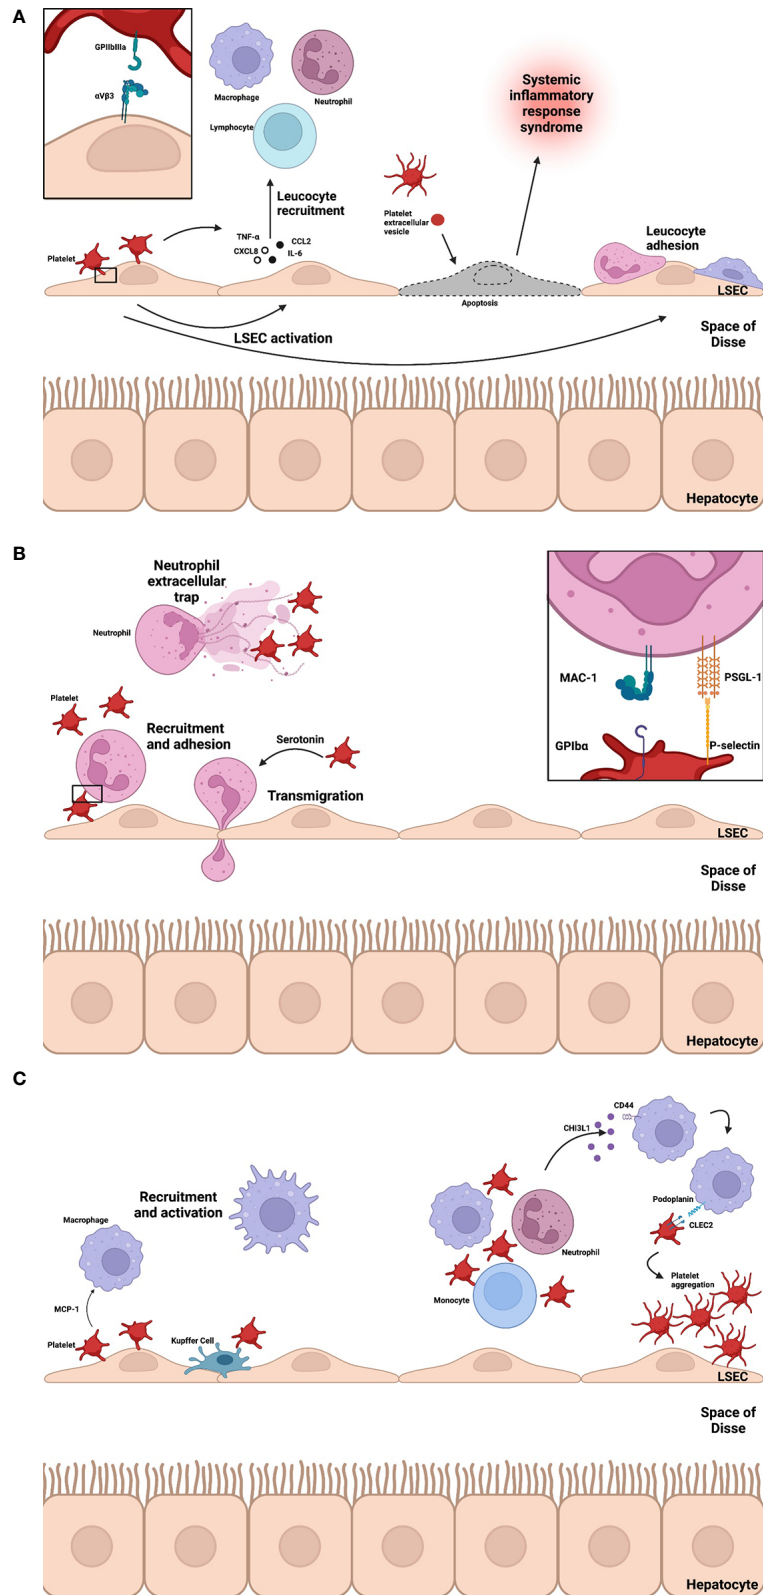 A
GPIIbIIIa
αVβ3
Macrophage
Neutrophil
Lymphocyte
Systemic
inflammatory
response
syndrome
Leucocyte
recruitment
Platelet
extracellular
vesicle
Platelet
TNF-α
CCL2
CXCL8
IL-6
Leucocyte
adhesion
Apoptosis
LSEC
LSEC activation
Space of
Disse
Hepatocyte
B
Neutrophil
extracellular
trap
Neutrophil
Platelet
Recruitment
and adhesion
Serotonin
Transmigration
MAC-1
PSGL-1
GPIbα
P-selectin
LSEC
Space of
Disse
Hepatocyte
C
Macrophage
Recruitment
and activation
MCP-1
Platelet
Kupffer Cell
Monocyte
Neutrophil
CHI3L1
CD44
Podoplanin
CLEC2
Platelet
aggregation
LSEC
Space of
Disse
Hepatocyte